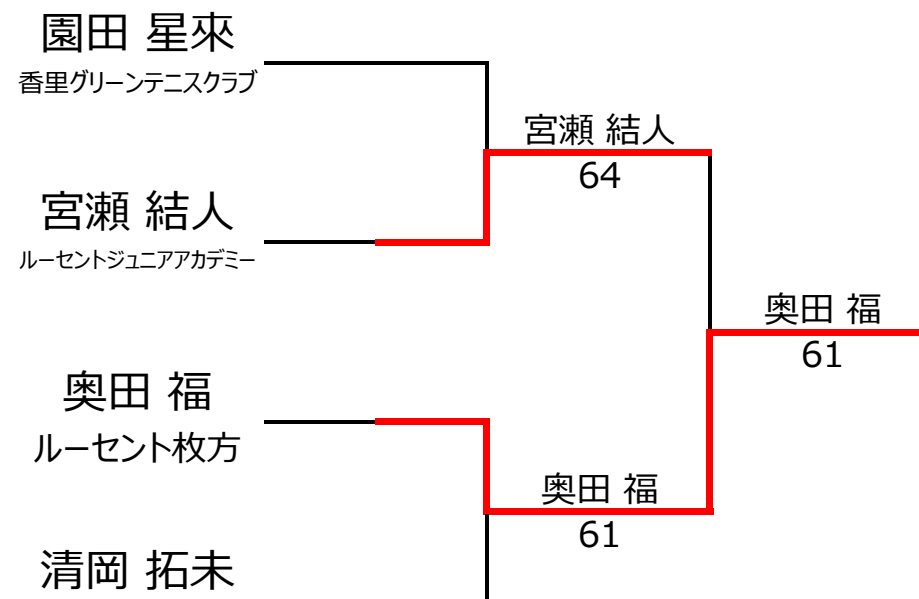 園田 星來
香里グリーンテニスクラブ
宮瀬 結人
64
宮瀬 結人
ルーセントジュニアアカデミー
奥田 福
61
奥田 福
ルーセント枚方
奥田 福
61
清岡 拓未